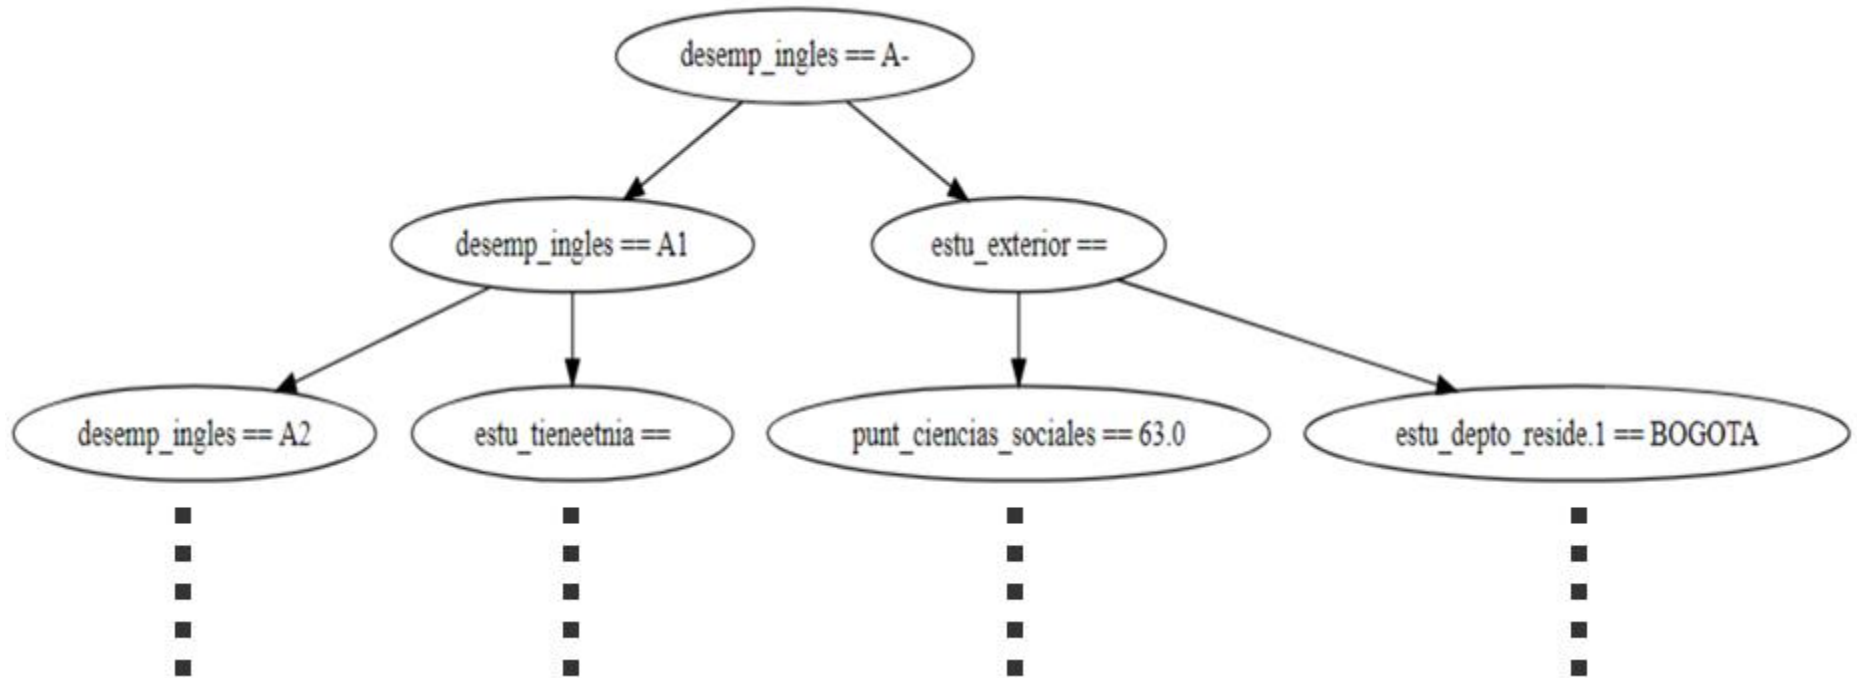 desemp_ingles == A-
desemp_ingles == A1
estu_exterior ==
desemp_ingles == A2
estu_tieneetnia ==
punt_ciencias_sociales == 63.0
estu_depto_reside.1 == BOGOTA